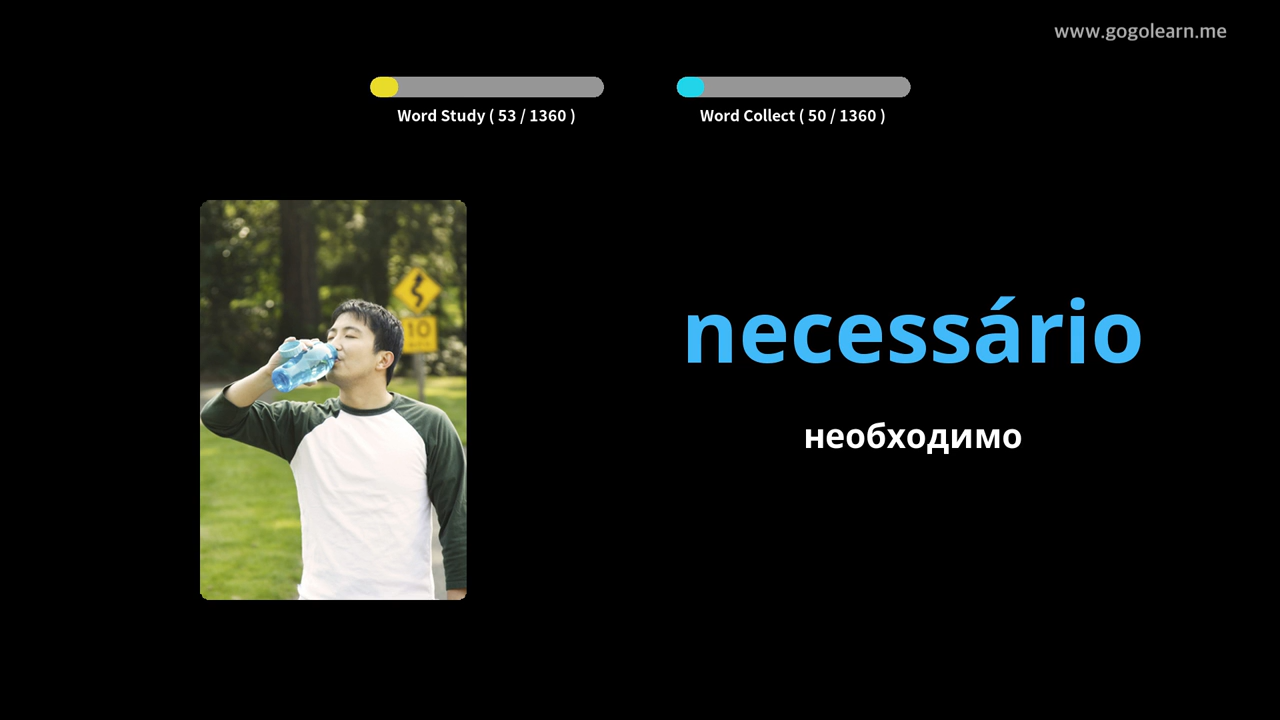 www.gogolearn.me
Word Study ( 53 / 1360 )
Word Collect ( 50 / 1360 )
10
necessário
необходимо